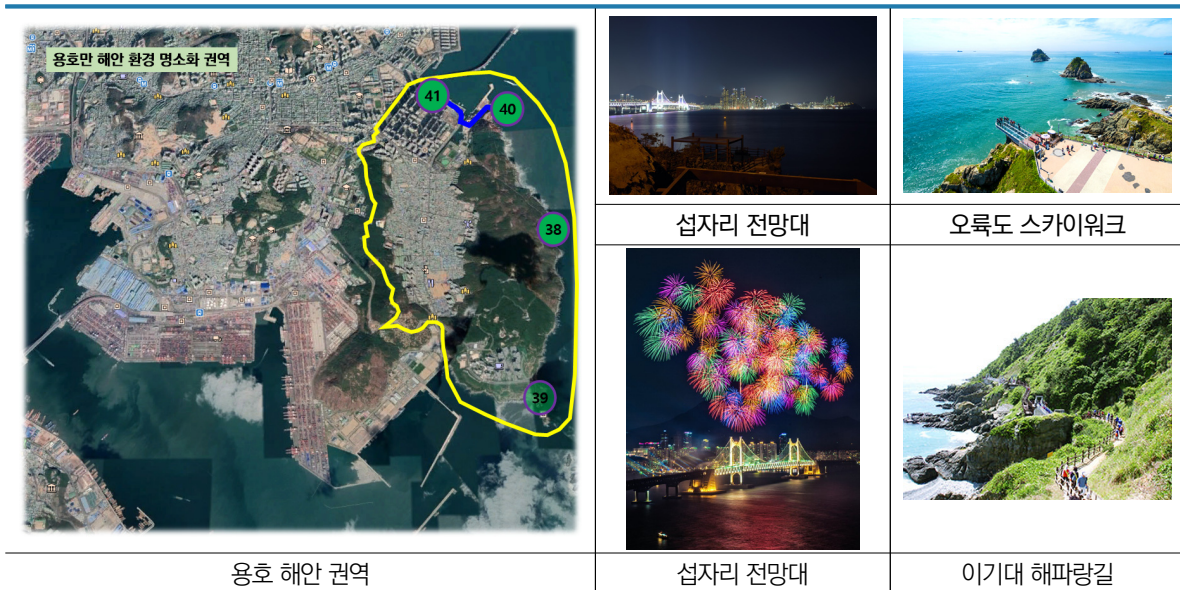 용호만 해안 환경 명소화 권역
41
40
38
39
섭자리 전망대
오륙도 스카이워크
용호 해안 권역
섭자리 전망대
이기대 해파랑길